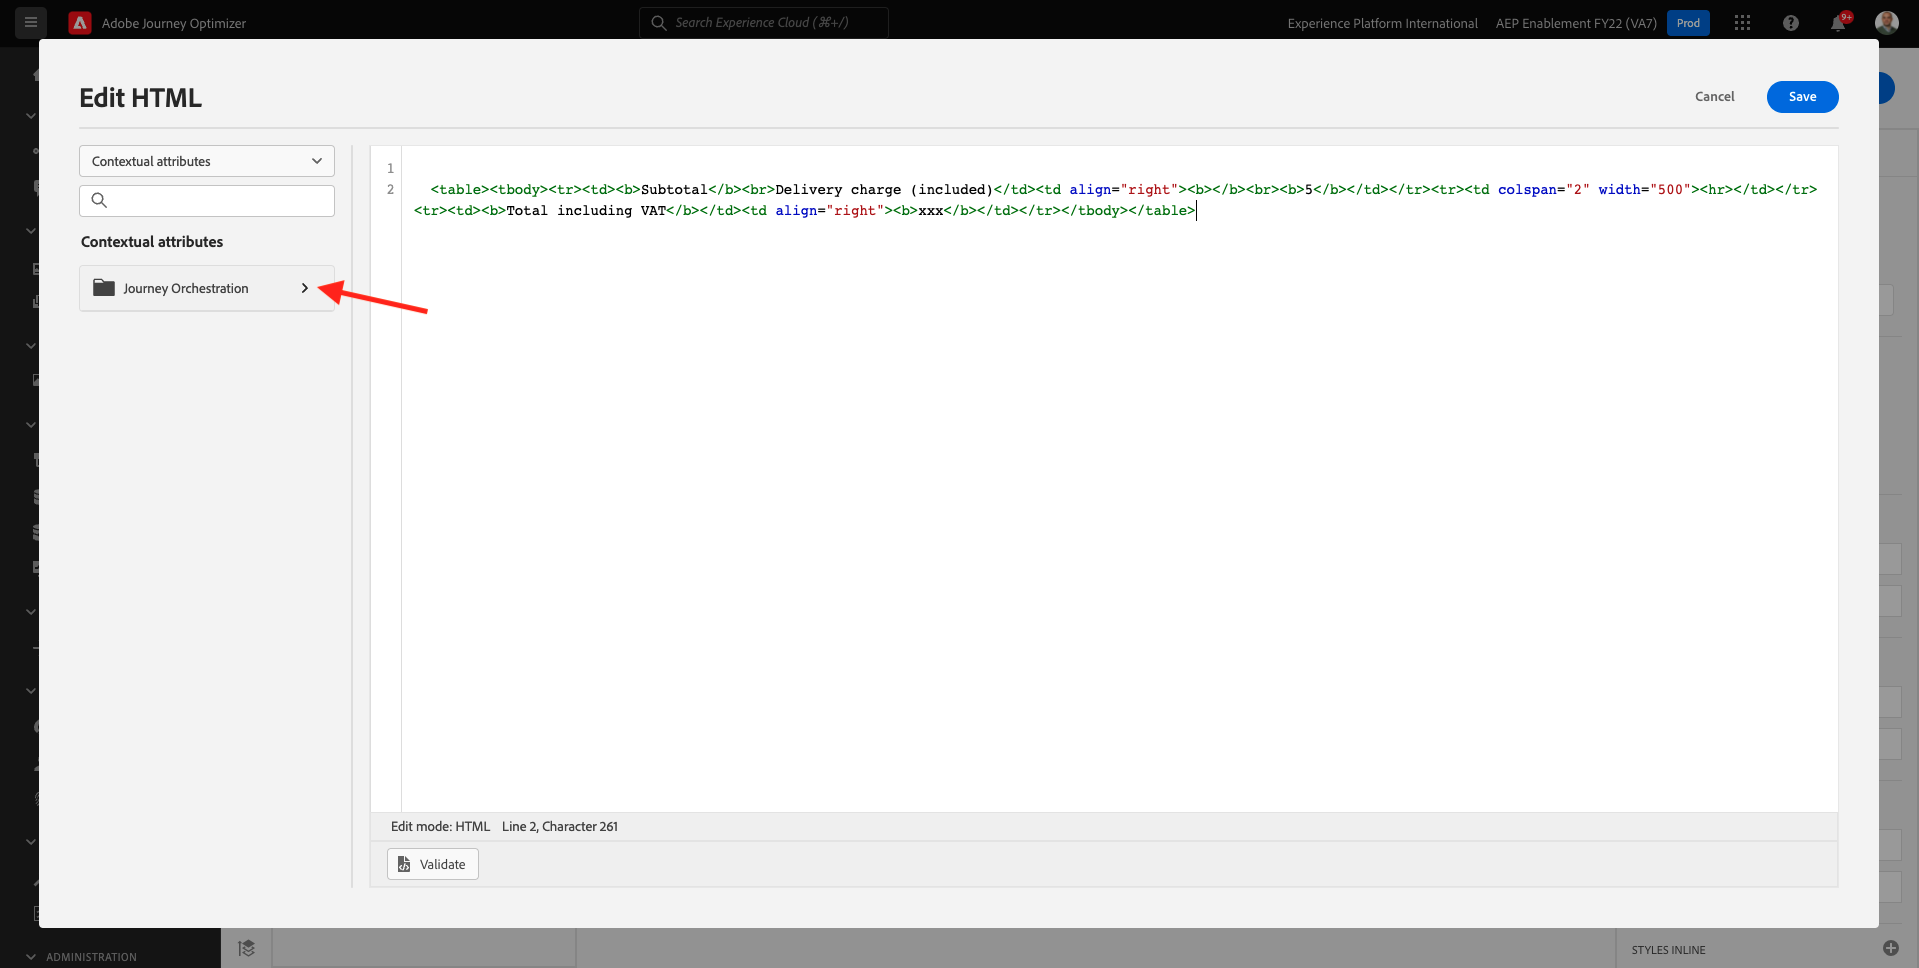 Adobe Journey Optimizer
Search Experience Cloud (⌘+/)
Experience Platform International
AEP Enablement FY22 (VA7)
Prod
9+
Edit HTML
Cancel
Save
Contextual attributes
Contextual attributes
Journey Orchestration
1
2 <table><tbody><tr><td><b>Subtotal</b><br>Delivery charge (included)</td><td align="right"><b></b><br><b>5</b></td></tr><tr><td colspan="2" width="500"><hr></td></tr>
<tr><td><b>Total including VAT</b></td><td align="right"><b>xxx</b></td></tr></tbody></table>
Edit mode: HTML Line 2, Character 261
Validate
ADMINISTRATION
STYLES INLINE